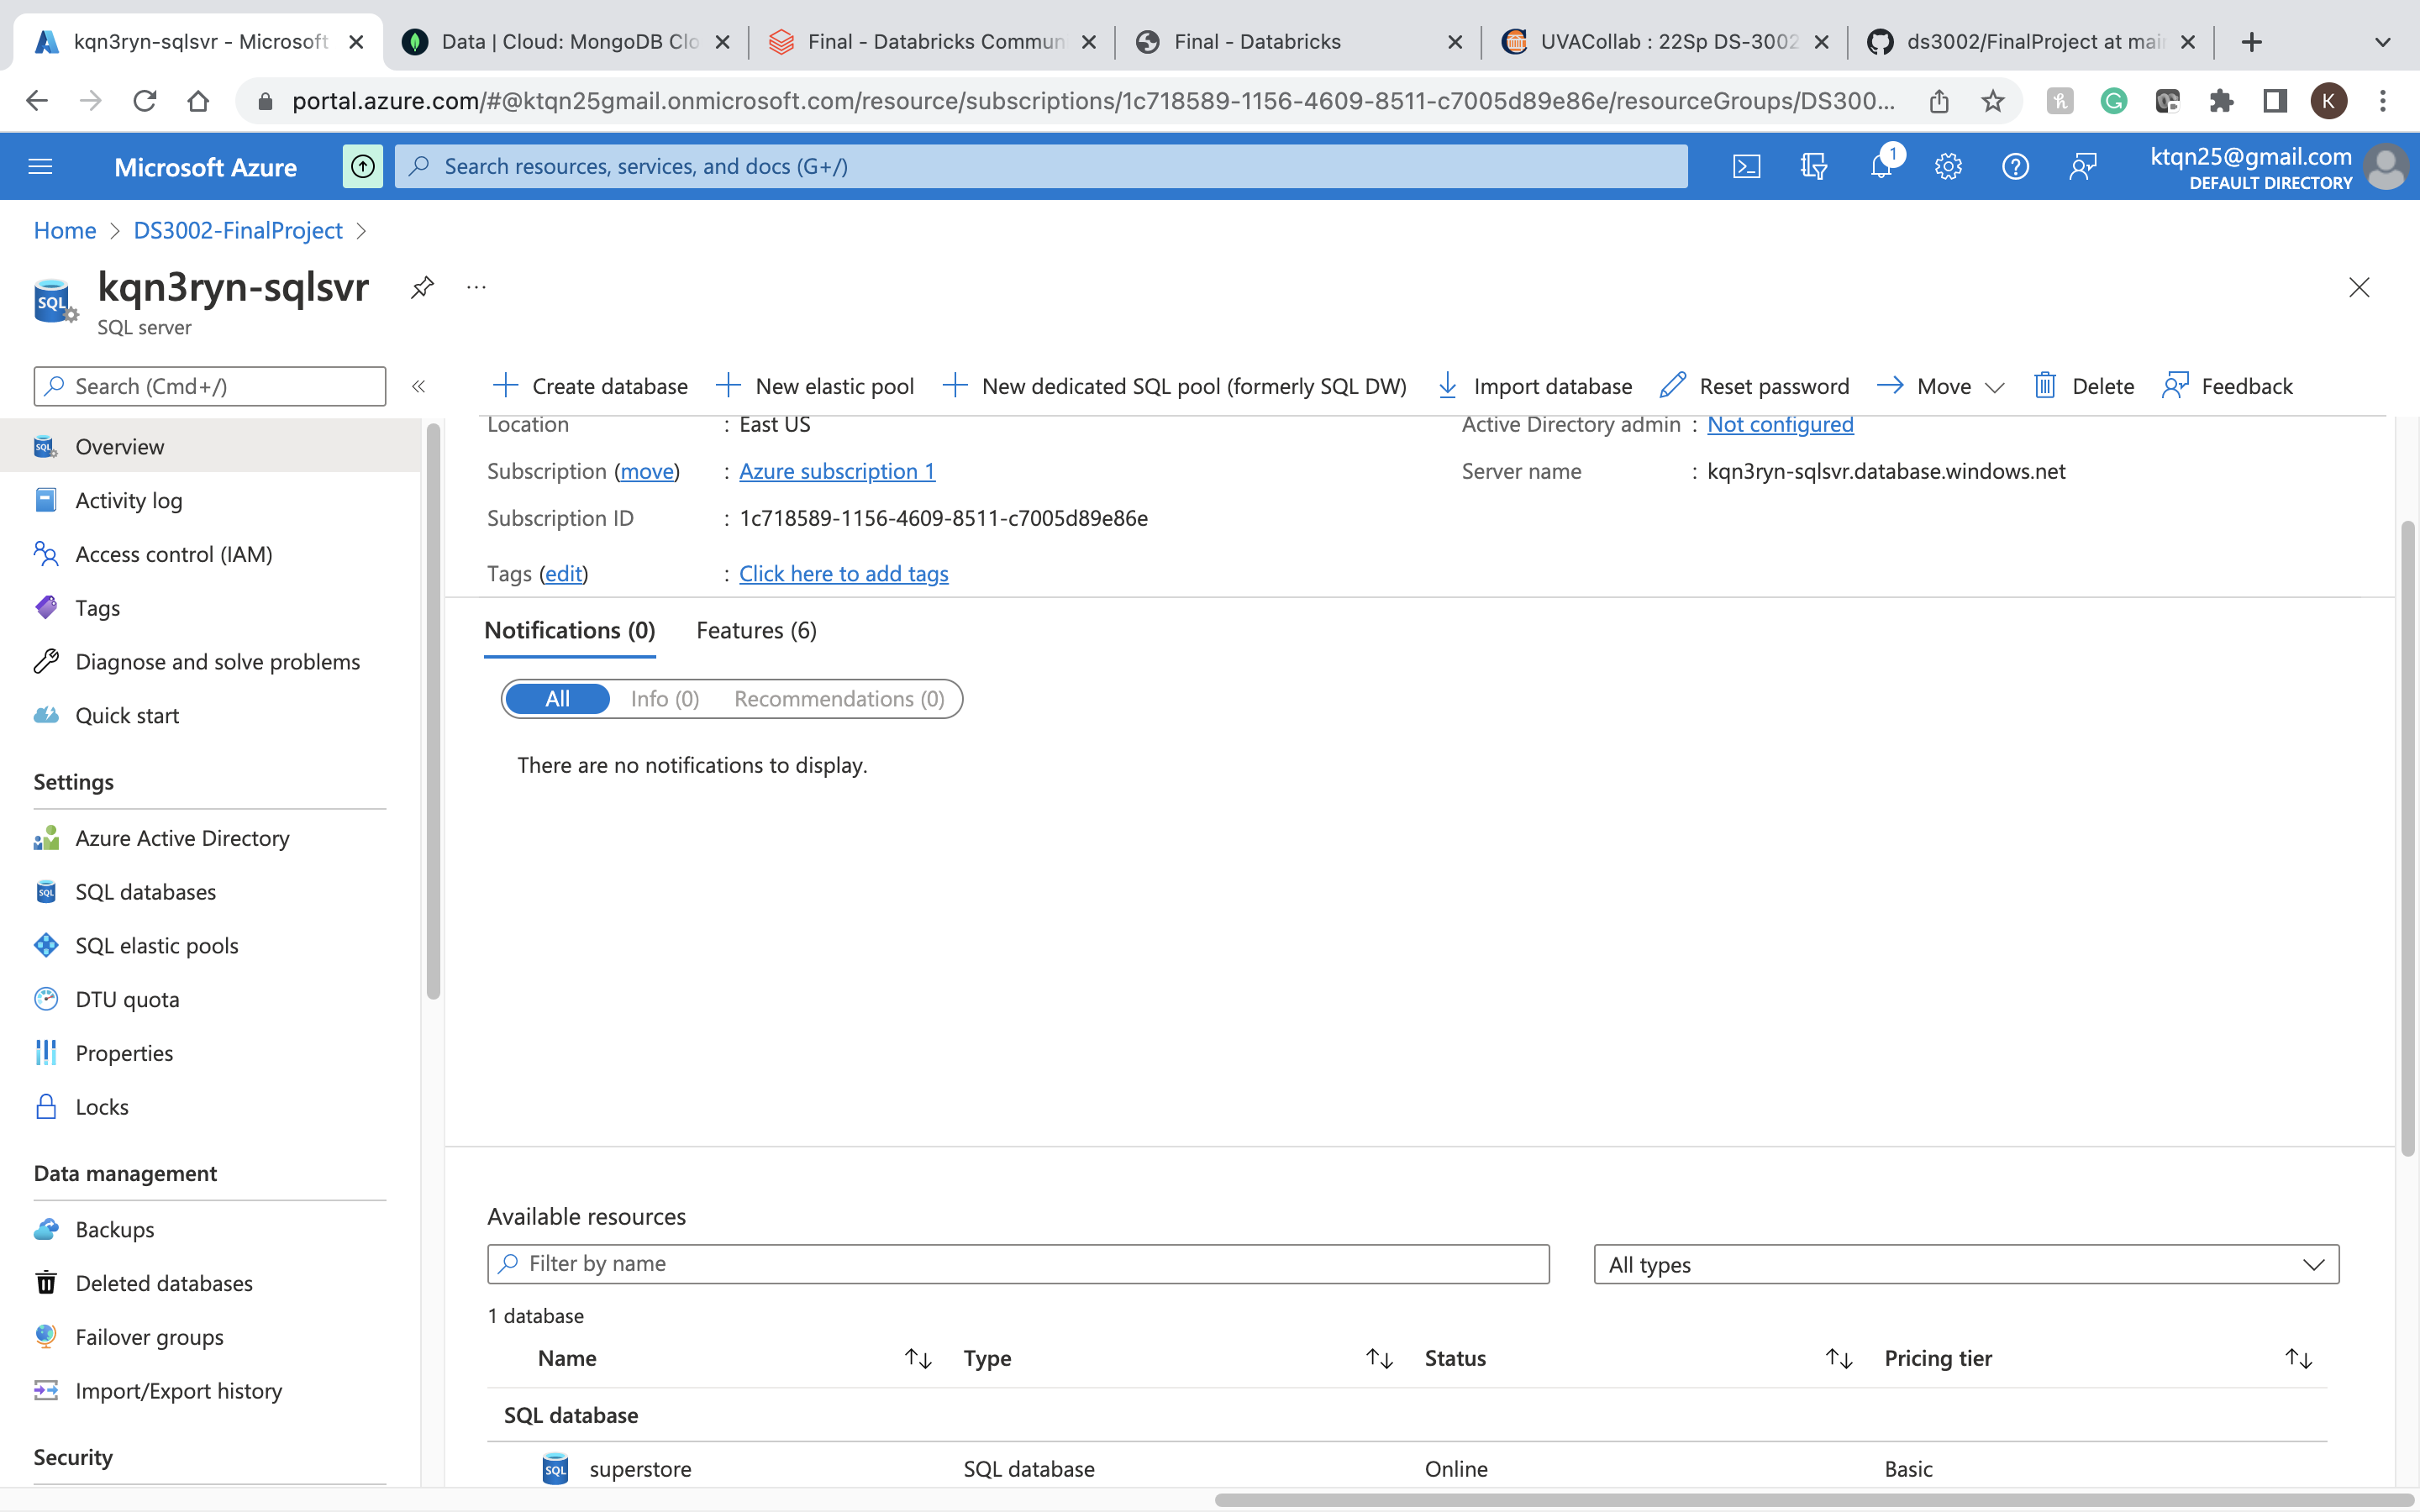 kqn3ryn-sqlsvr - Microsoft
Data | Cloud: MongoDB Clo
Final - Databricks Commun
Final - Databricks
UVACollab : 22Sp DS-3002
ds3002/FinalProject at mai
portal.azure.com/#@ktqn25gmail.onmicrosoft.com/resource/subscriptions/1c718589-1156-4609-8511-c7005d89e86e/resourceGroups/DS300...
K
Microsoft Azure
Search resources, services, and docs (G+/)
1
ktqn25@gmail.com
DEFAULT DIRECTORY
Home > DS3002-FinalProject >
kqn3ryn-sqlsvr
SQL server
Search (Cmd+/)
Create database
New elastic pool
New dedicated SQL pool (formerly SQL DW)
Import database
Reset password
Move
Delete
Feedback
Overview
Activity log
Access control (IAM)
Tags
Diagnose and solve problems
Quick start
Settings
Azure Active Directory
SQL databases
SQL elastic pools
DTU quota
Properties
Locks
Data management
Backups
Deleted databases
Failover groups
Import/Export history
Security
Location : East US
Subscription (move) : Azure subscription 1
Subscription ID : 1c718589-1156-4609-8511-c7005d89e86e
Tags (edit) : Click here to add tags
Active Directory admin : Not configured
Server name : kqn3ryn-sqlsvr.database.windows.net
Notifications (0)
Features (6)
All
Info (0)
Recommendations (0)
There are no notifications to display.
Available resources
Filter by name
All types
1 database
Name Type Status Pricing tier
SQL database
superstore SQL database Online Basic